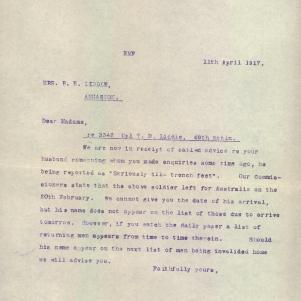 RMF
11th April 1917.
MRS. E. E. LIDDLE,
ANGASTON.
Dear Madame,
re 3342 Cpl T. B. Liddle, 48th Battn.
We are now in receipt of cabled advice re your
husband concerning whom you made enquiries some time ago, he
being reported as "Seriously ill- trench feet". Our Commis-
sioners state that the above soldier left for Australia on the
20th February. We cannot give you the date of his arrival,
but his name does not appear on the list of those due to arrive
tomorrow. However, if you watch the daily paper a list of
returning men appears from time to time therein. Should
his name appear on the next list of men being invalided home
we will advise you.
Faithfully yours,